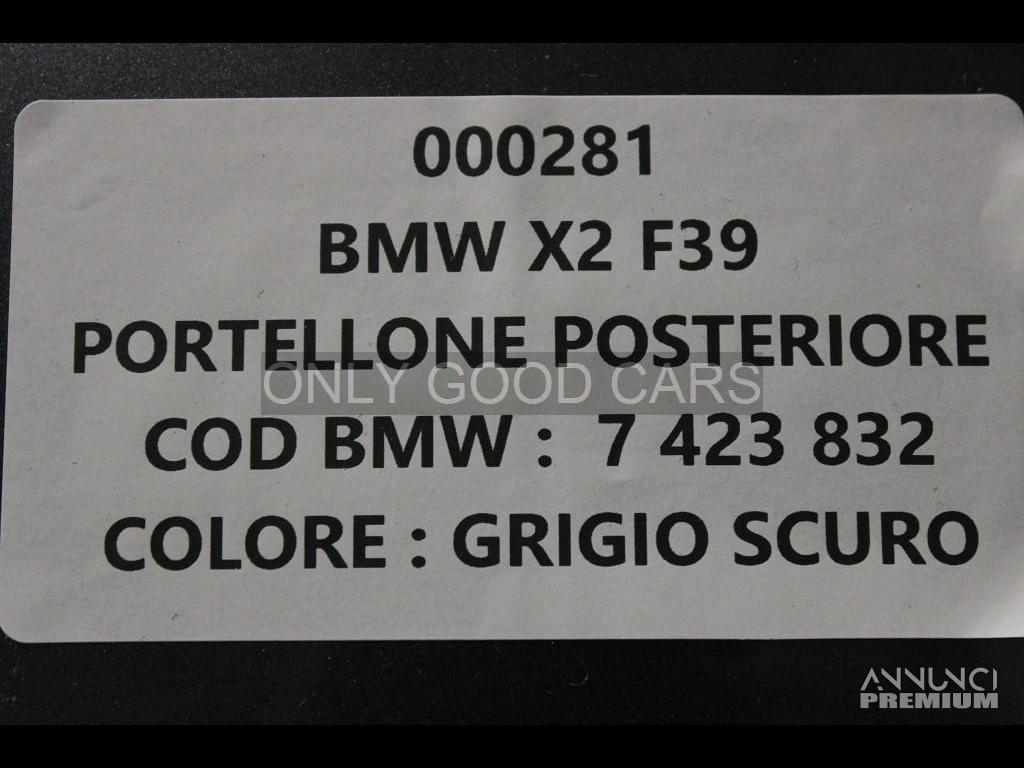 000281
BMW X2 F39
PORTELLONE POSTERIORE
ONLY GOOD CARS
COD BMW : 7 423 832
COLORE : GRIGIO SCURO
ANNUNCI
PREMIUM